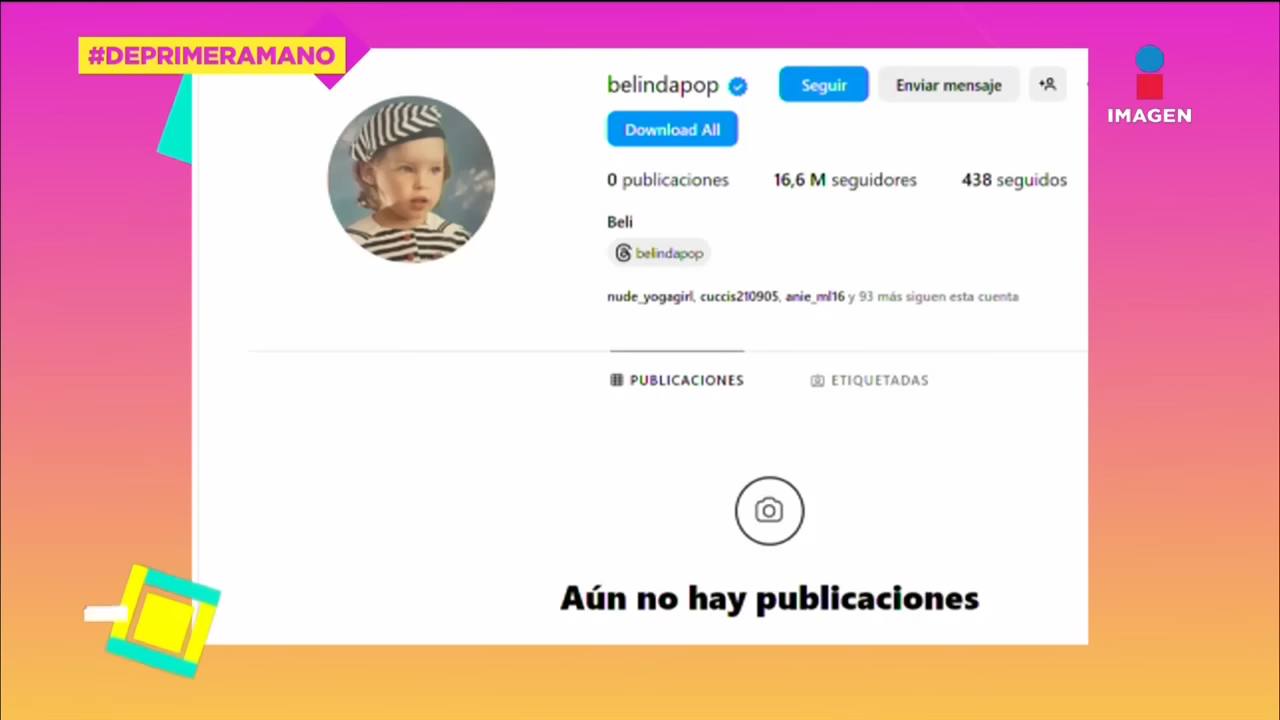 #DEPRIMERAMANO
IMAGEN
belindapop
Seguir
Enviar mensaje
Download All
0 publicaciones
16,6 M seguidores
438 seguidos
Beli
belindapop
nude_yogagirl, cuccis210905, anie_ml16 y 93 más siguen esta cuenta
PUBLICACIONES
ETIQUETADAS
Aún no hay publicaciones